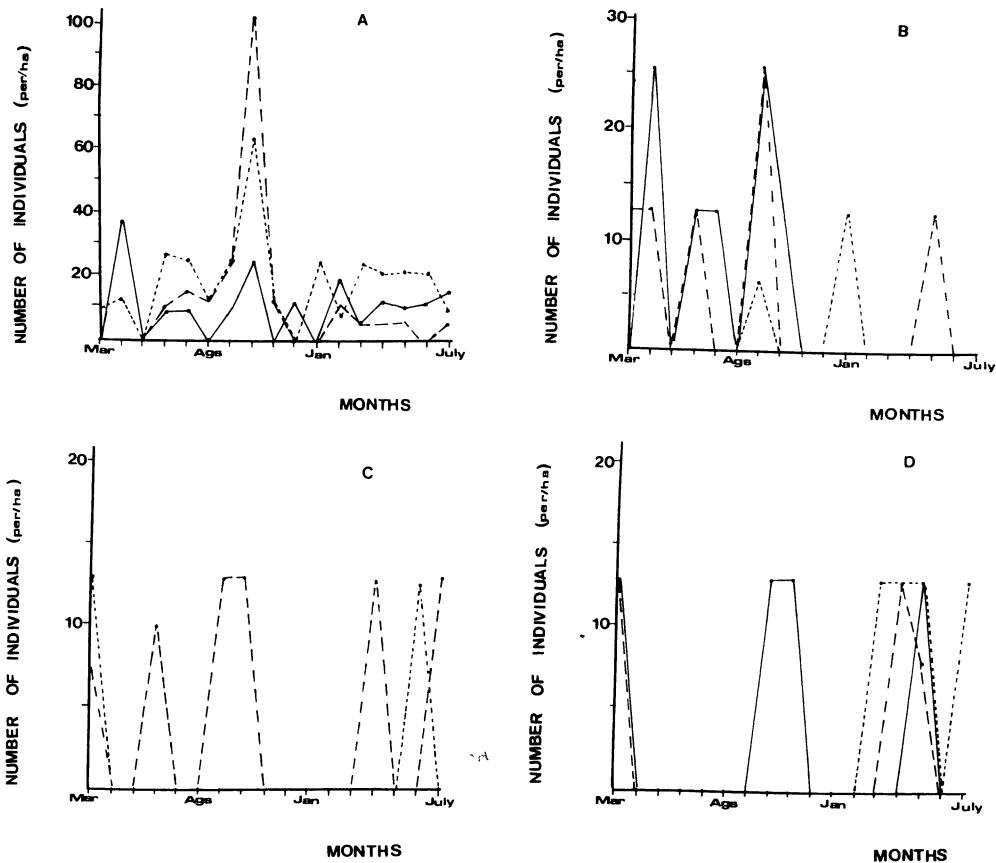 A
NUMBER OF INDIVIDUALS (per/ha)
100
80
60
40
20
Mar Ags Jan July
MONTHS
B
NUMBER OF INDIVIDUALS (per/ha)
30
20
10
Mar Ags Jan July
MONTHS
C
NUMBER OF INDIVIDUALS (per/ha)
20
10
Mar Ags Jan July
MONTHS
D
NUMBER OF INDIVIDUALS (per/ha)
20
10
Mar Ags Jan July
MONTHS